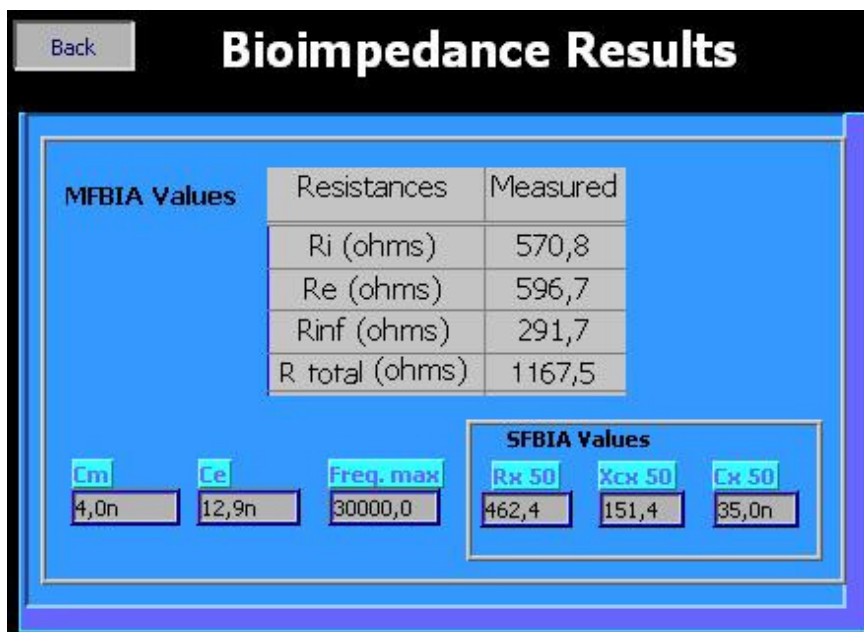 Back
Bioimpedance Results
MFBIA Values
Resistances Measured
Ri (ohms) 570,8
Re (ohms) 596,7
Rinf (ohms) 291,7
R total (ohms) 1167,5
SFBIA Values
Cm Ce Freq. max Rx 50 Xcx 50 Cx 50
4,0n 12,9n 30000,0 462,4 151,4 35,0n